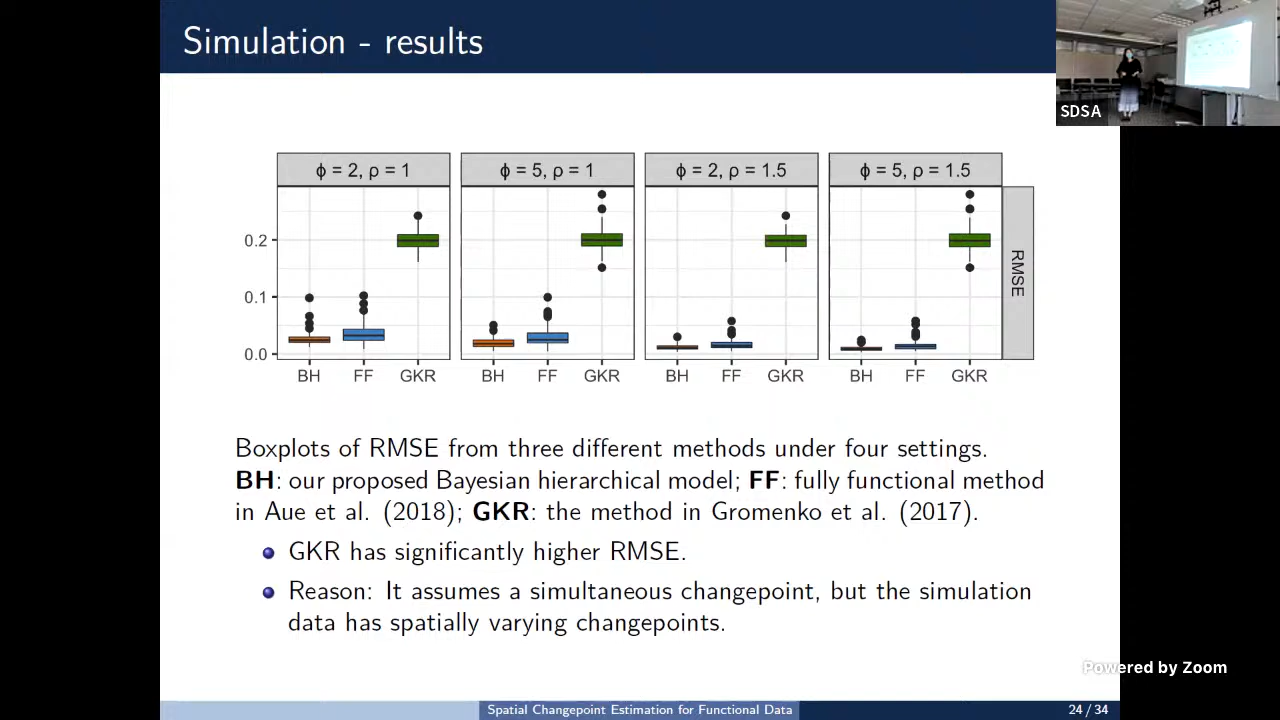 Simulation - results
SDSA
ϕ = 2, ρ = 1
ϕ = 5, ρ = 1
ϕ = 2, ρ = 1.5
ϕ = 5, ρ = 1.5
0.2
0.1
0.0
RMSE
BH FF GKR BH FF GKR BH FF GKR BH FF GKR
Boxplots of RMSE from three different methods under four settings.
BH: our proposed Bayesian hierarchical model; FF: fully functional method
in Aue et al. (2018); GKR: the method in Gromenko et al. (2017).
GKR has significantly higher RMSE.
Reason: It assumes a simultaneous changepoint, but the simulation
data has spatially varying changepoints.
Powered by Zoom
Spatial Changepoint Estimation for Functional Data
24 / 34